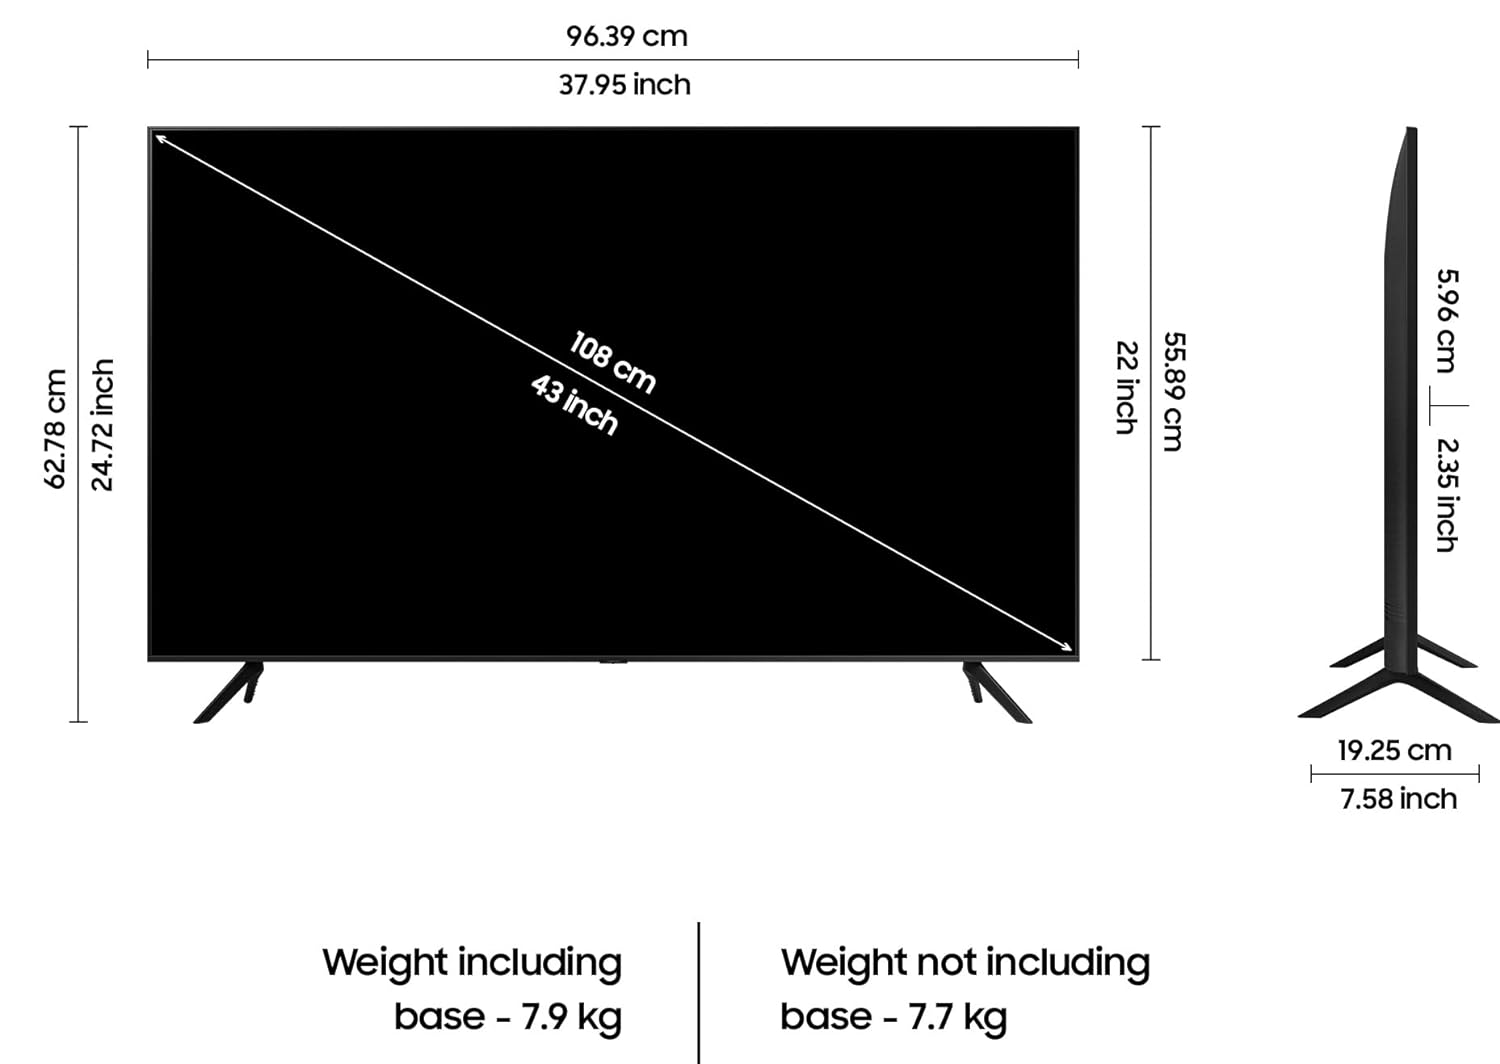 96.39 cm
37.95 inch
62.78 cm
24.72 inch
108 cm
43 inch
22 inch
55.89 cm
5.96 cm
2.35 inch
19.25 cm
7.58 inch
Weight including
base - 7.9 kg
Weight not including
base - 7.7 kg